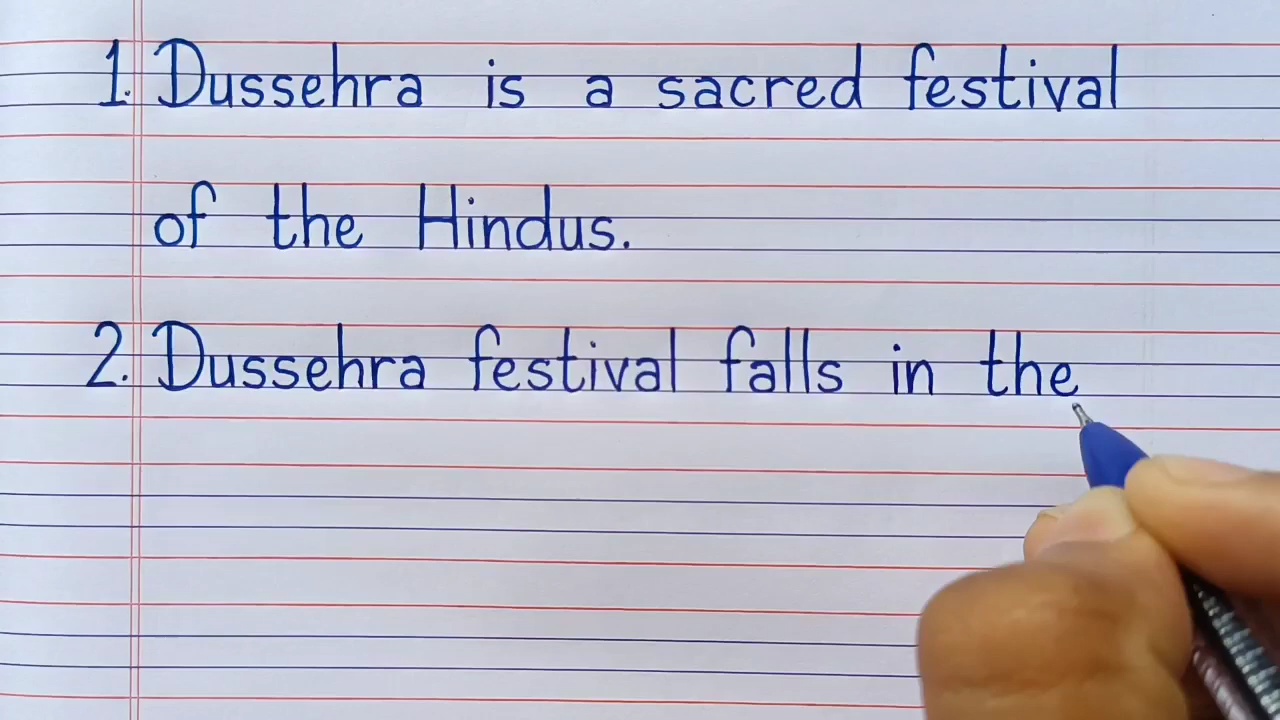 1. Dussehra is a sacred festival
of the Hindus.
2. Dussehra festival falls in the